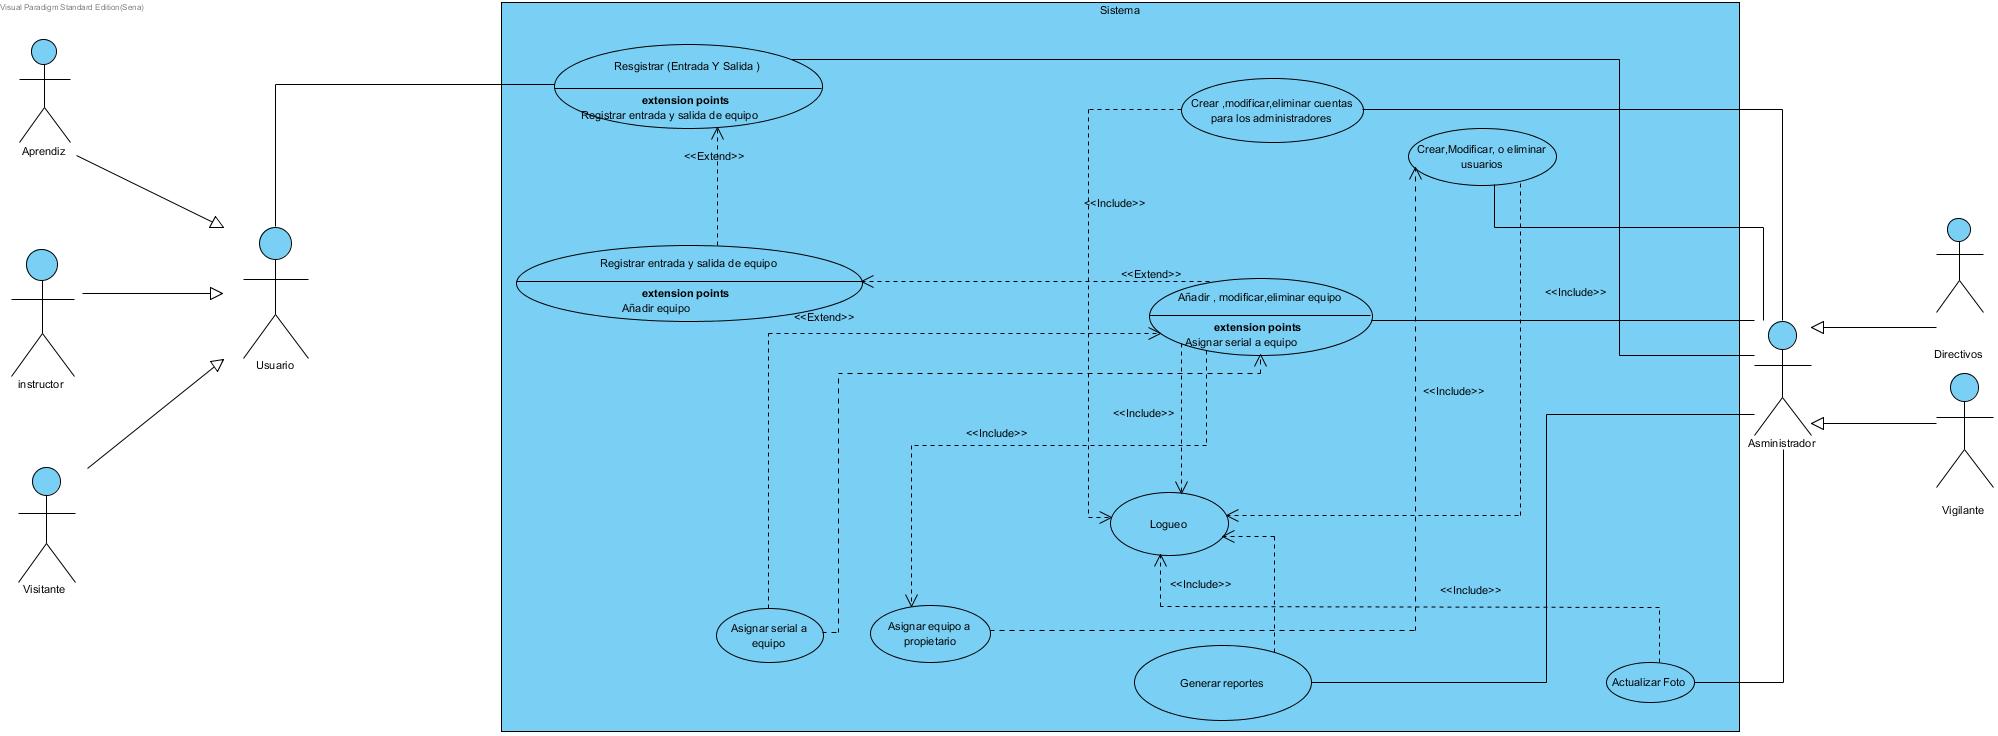 Visual Paradigm Standard Edition(Sena)
Sistema
Resgistrar (Entrada Y Salida )
extension points
Registrar entrada y salida de equipo
<<Extend>>
Crear ,modificar,eliminar cuentas
para los administradores
Crear,Modificar, o eliminar
usuarios
Aprendiz
<<Include>>
Registrar entrada y salida de equipo
extension points
Añadir equipo
<<Extend>>
<<Extend>>
Añadir , modificar,eliminar equipo
extension points
Asignar serial a equipo
<<Include>>
Usuario
instructor
Directivos
<<Include>>
<<Include>>
<<Include>>
Asministrador
Vigilante
Logueo
Visitante
<<Include>>
<<Include>>
Asignar serial a
equipo
Asignar equipo a
propietario
Generar reportes
Actualizar Foto